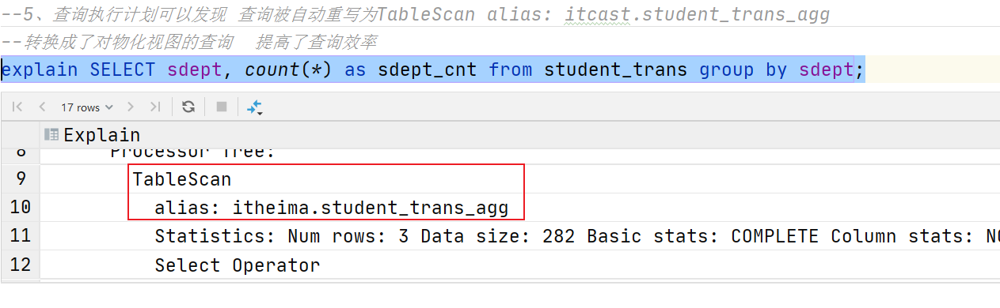 --5、查询执行计划可以发现 查询被自动重写为TableScan alias: itcast.student_trans_agg
--转换成了对物化视图的查询  提高了查询效率
explain SELECT sdept, count(*) as sdept_cnt from student_trans group by sdept;
17 rows
Explain
8 Processor Tree:
9 TableScan
10 alias: itheima.student_trans_agg
11 Statistics: Num rows: 3 Data size: 282 Basic stats: COMPLETE Column stats:
12 Select Operator